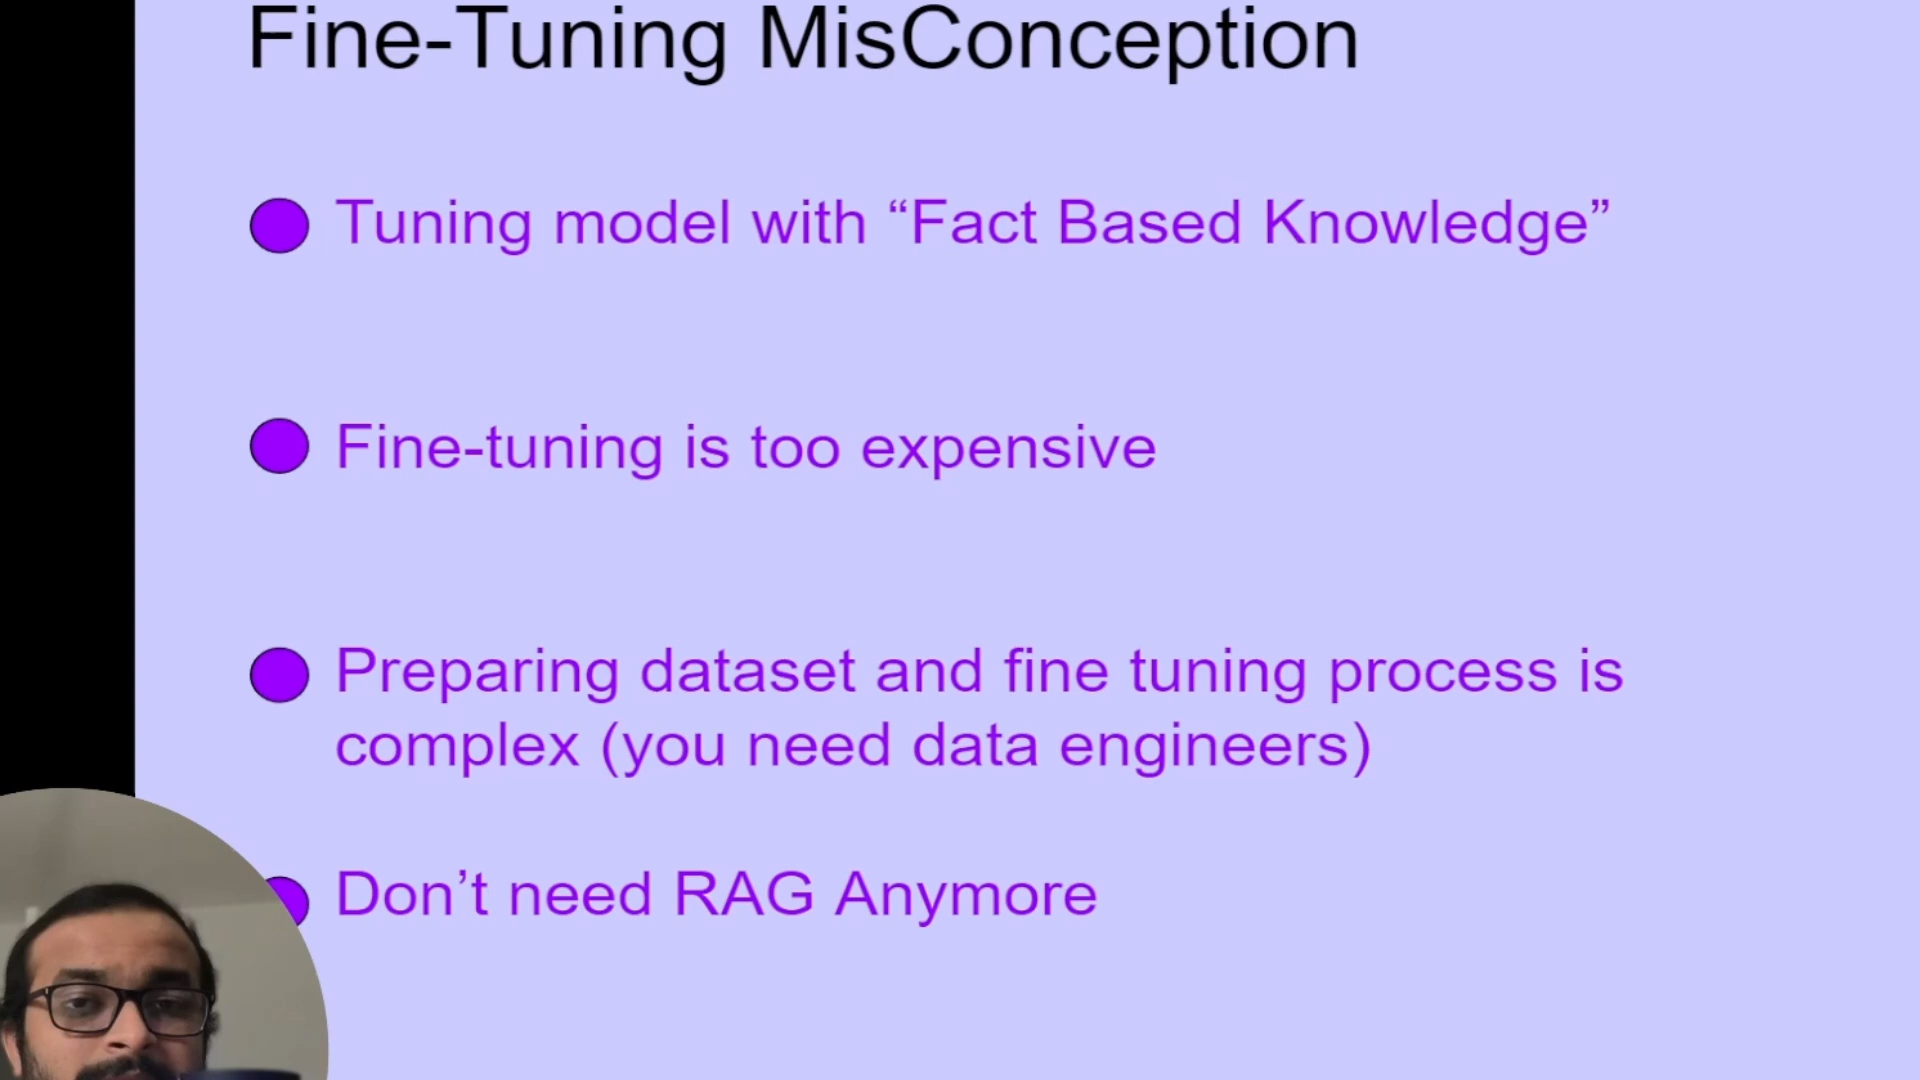 Fine-Tuning MisConception
Tuning model with “Fact Based Knowledge”
Fine-tuning is too expensive
Preparing dataset and fine tuning process is
complex (you need data engineers)
Don’t need RAG Anymore